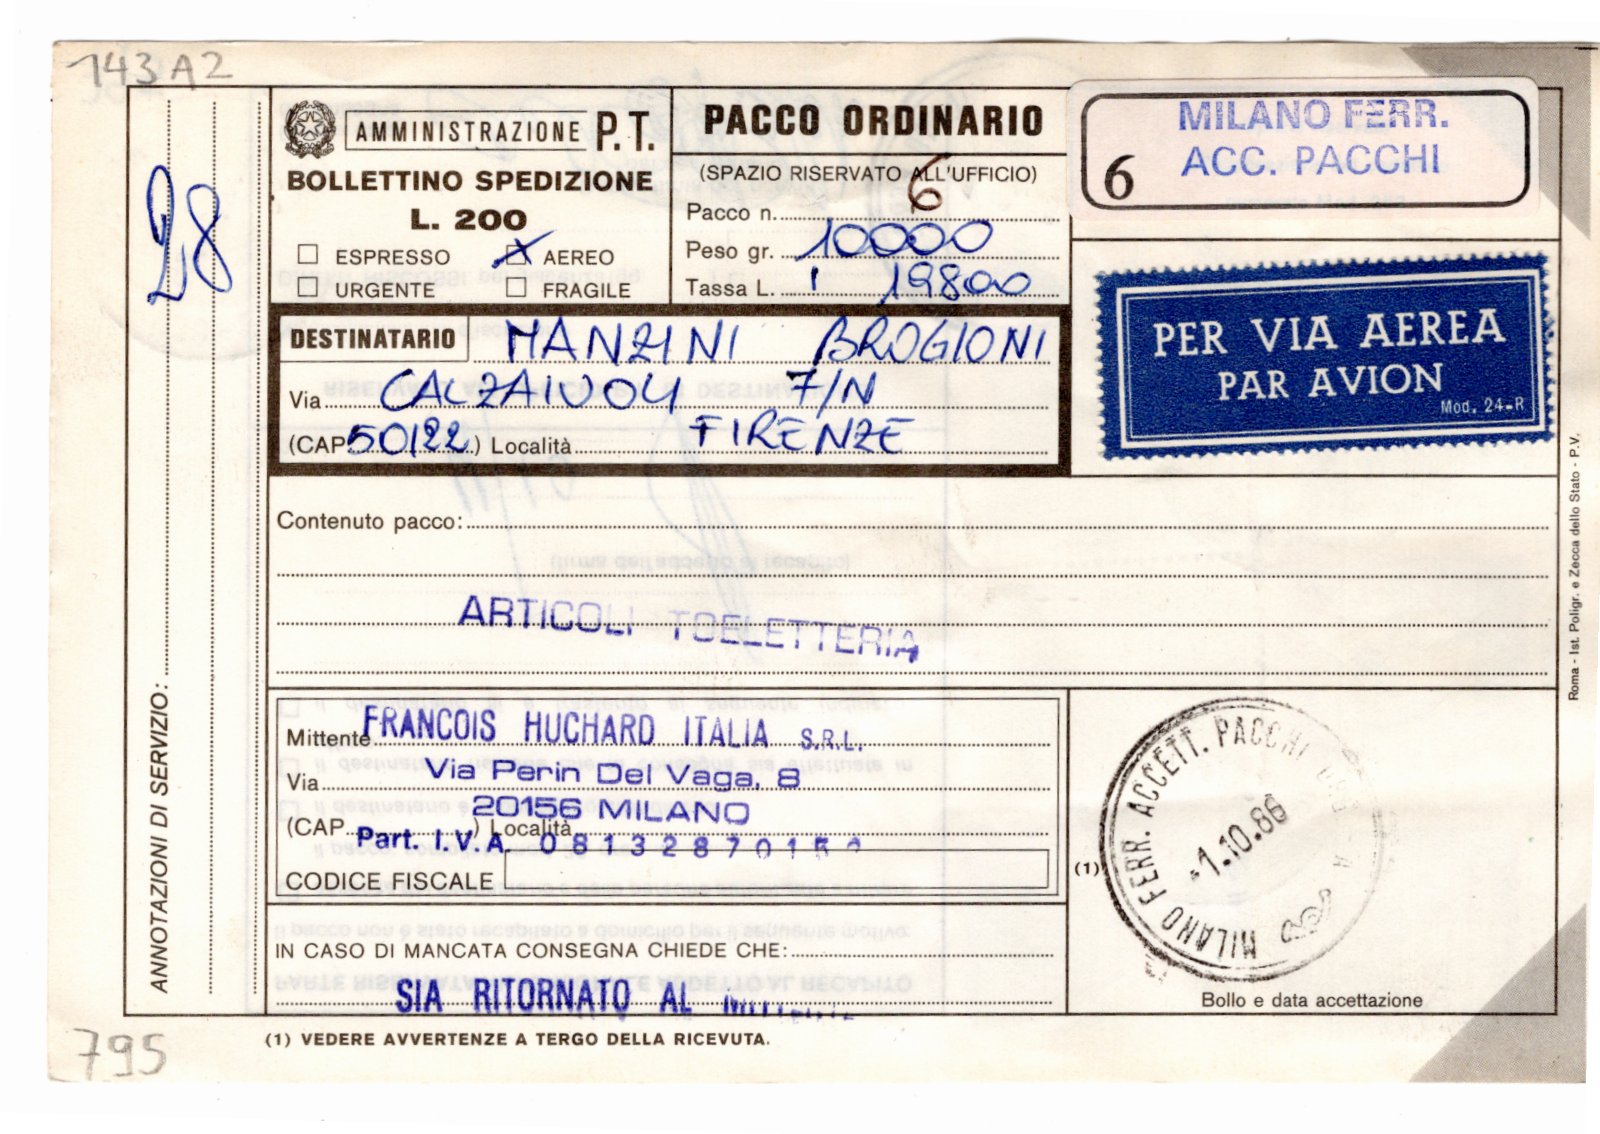 143A2
28
AMMINISTRAZIONE P.T.
BOLLETTINO SPEDIZIONE
L. 200
ESPRESSO
AEREO
URGENTE
FRAGILE
PACCO ORDINARIO
(SPAZIO RISERVATO ALL'UFFICIO)
Pacco n. 6
Peso gr. 10000
Tassa L. 19800
6
MILANO FERR.
ACC. PACCHI
PER VIA AEREA
PAR AVION
Mod. 24-R
DESTINATARIO MANZINI BROGIONI
Via CALZAIVOLI 7/N
(CAP 50122) Località FIRENZE
Contenuto pacco:
ARTICOLI TOELETTERIA
Mittente FRANCOIS HUCHARD ITALIA S.R.L.
Via Via Perin Del Vaga, 8
20156 MILANO
(CAP ) Località
Part. I.V.A. 0813287015
CODICE FISCALE
IN CASO DI MANCATA CONSEGNA CHIEDE CHE:
SIA RITORNATO AL
(1)
MILANO FERR. ACCETT. PACCHI
-1.10.86
Bollo e data accettazione
ANNOTAZIONI DI SERVIZIO:
(1) VEDERE AVVERTENZE A TERGO DELLA RICEVUTA.
795
Roma - Ist. Poligr. e Zecca dello Stato - P.V.